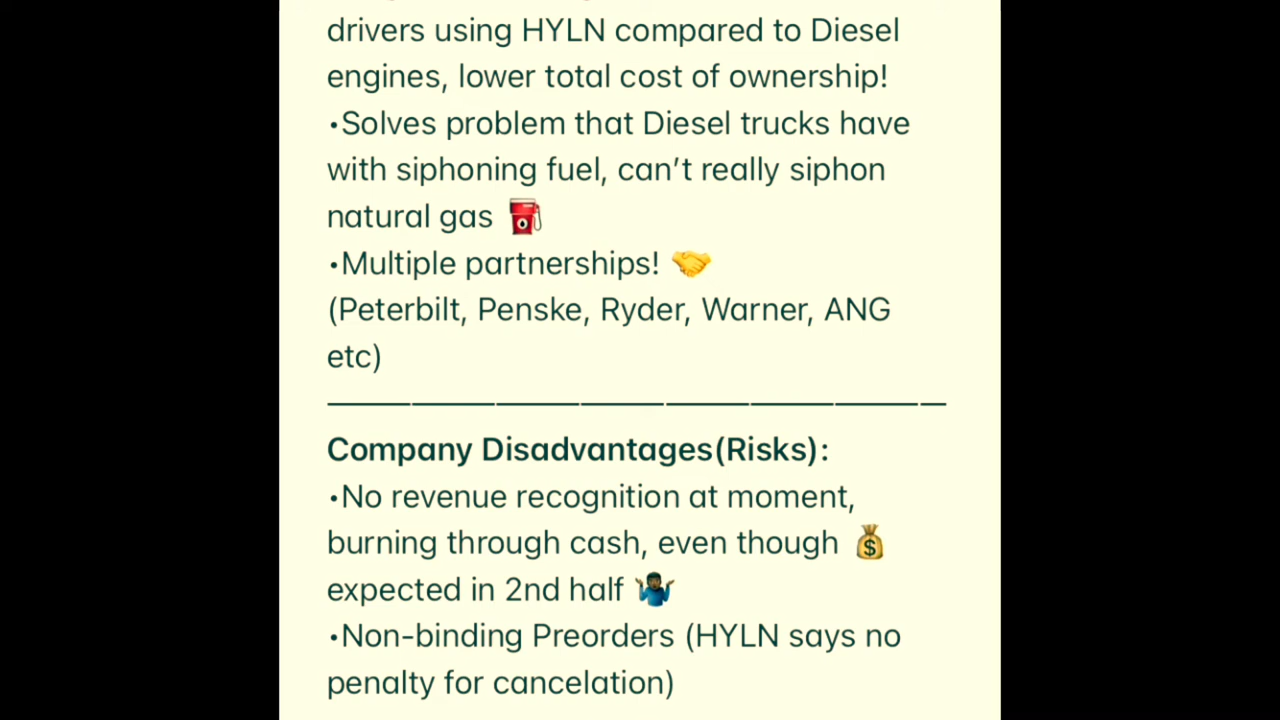 drivers using HYLN compared to Diesel
engines, lower total cost of ownership!
•Solves problem that Diesel trucks have
with siphoning fuel, can’t really siphon
natural gas ⛽
•Multiple partnerships! 🤝
(Peterbilt, Penske, Ryder, Warner, ANG
etc)
————————————————————
Company Disadvantages(Risks):
•No revenue recognition at moment,
burning through cash, even though 💰
expected in 2nd half 🤷🏿‍♂️
•Non-binding Preorders (HYLN says no
penalty for cancelation)